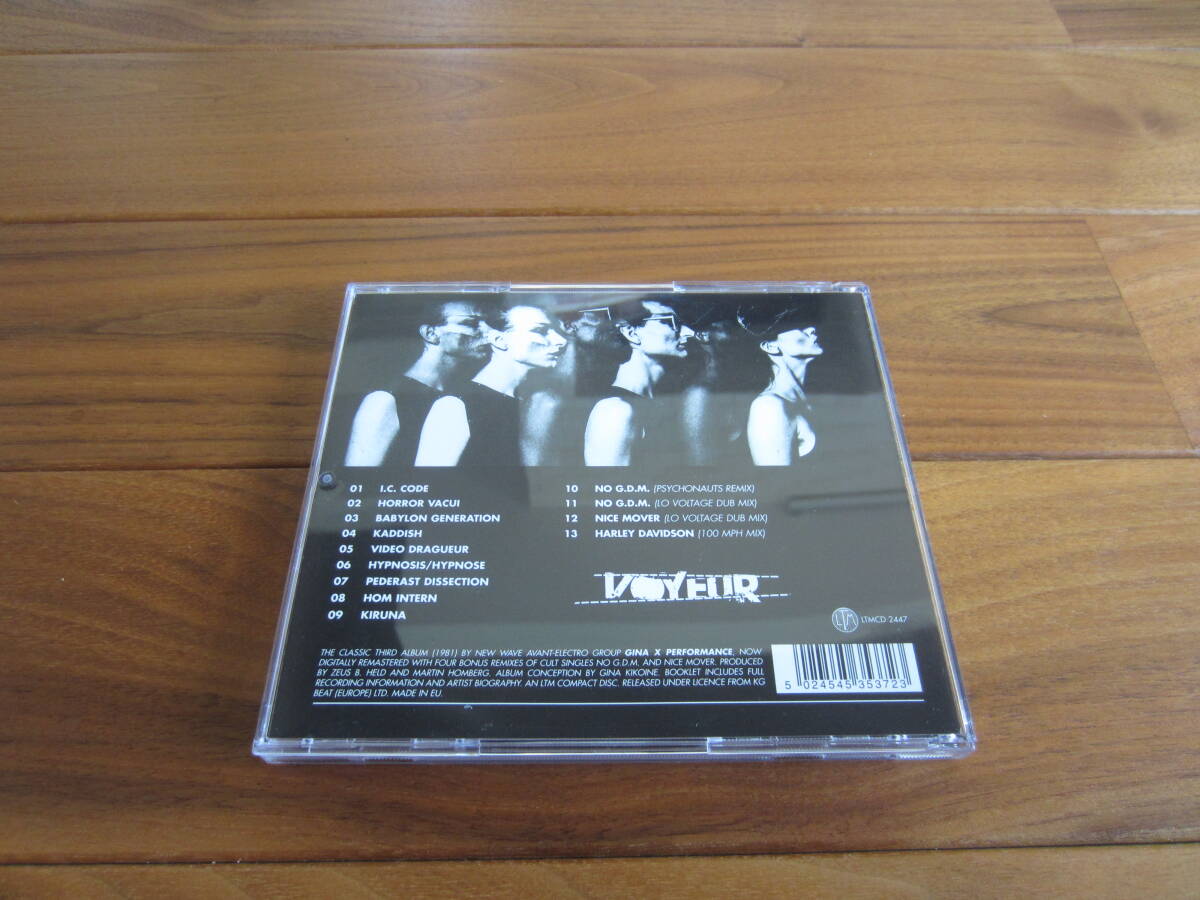 01 I.C. CODE
02 HORROR VACUI
03 BABYLON GENERATION
04 KADDISH
05 VIDEO DRAGUEUR
06 HYPNOSIS/HYPNOSE
07 PEDERAST DISSECTION
08 HOM INTERN
09 KIRUNA
10 NO G.D.M. (PSYCHONAUTS REMIX)
11 NO G.D.M. (LO VOLTAGE DUB MIX)
12 NICE MOVER (LO VOLTAGE DUB MIX)
13 HARLEY DAVIDSON (100 MPH MIX)
VOYEUR
LTM LTMCD 2447
THE CLASSIC THIRD ALBUM (1981) BY NEW WAVE AVANT-ELECTRO GROUP GINA X PERFORMANCE, NOW
DIGITALLY REMASTERED WITH FOUR BONUS REMIXES OF CULT SINGLES NO G.D.M. AND NICE MOVER. PRODUCED
BY ZEUS B. HELD AND MARTIN HOMBERG. ALBUM CONCEPTION BY GINA KIKOINE. BOOKLET INCLUDES FULL
RECORDING INFORMATION AND ARTIST BIOGRAPHY. AN LTM COMPACT DISC. RELEASED UNDER LICENCE FROM KG
BEAT (EUROPE) LTD. MADE IN EU.
5 024545 353723